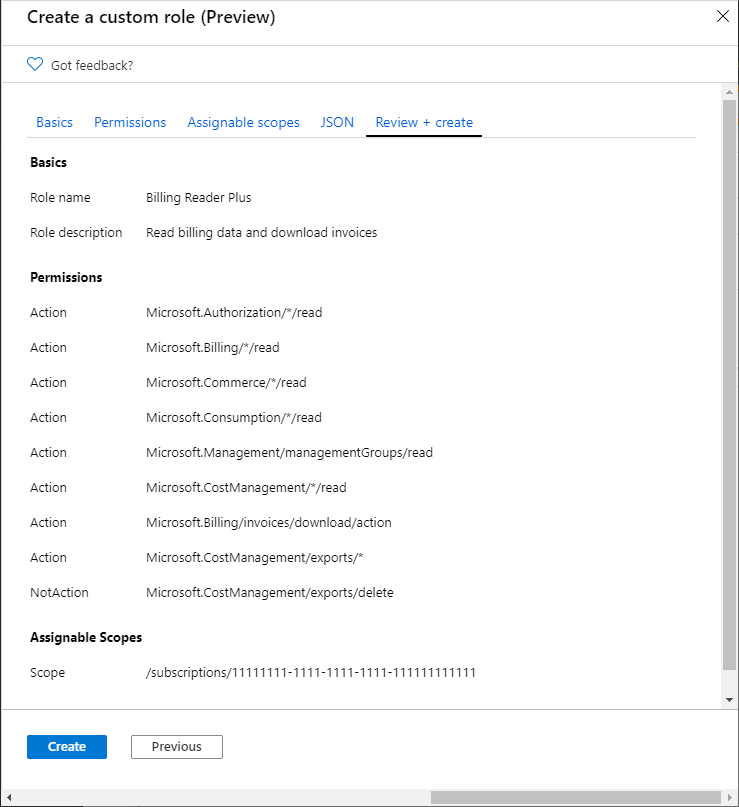 Create a custom role (Preview)
Got feedback?
Basics Permissions Assignable scopes JSON Review + create
Basics
Role name Billing Reader Plus
Role description Read billing data and download invoices
Permissions
Action Microsoft.Authorization/*/read
Action Microsoft.Billing/*/read
Action Microsoft.Commerce/*/read
Action Microsoft.Consumption/*/read
Action Microsoft.Management/managementGroups/read
Action Microsoft.CostManagement/*/read
Action Microsoft.Billing/invoices/download/action
Action Microsoft.CostManagement/exports/*
NotAction Microsoft.CostManagement/exports/delete
Assignable Scopes
Scope /subscriptions/11111111-1111-1111-1111-111111111111
Create Previous